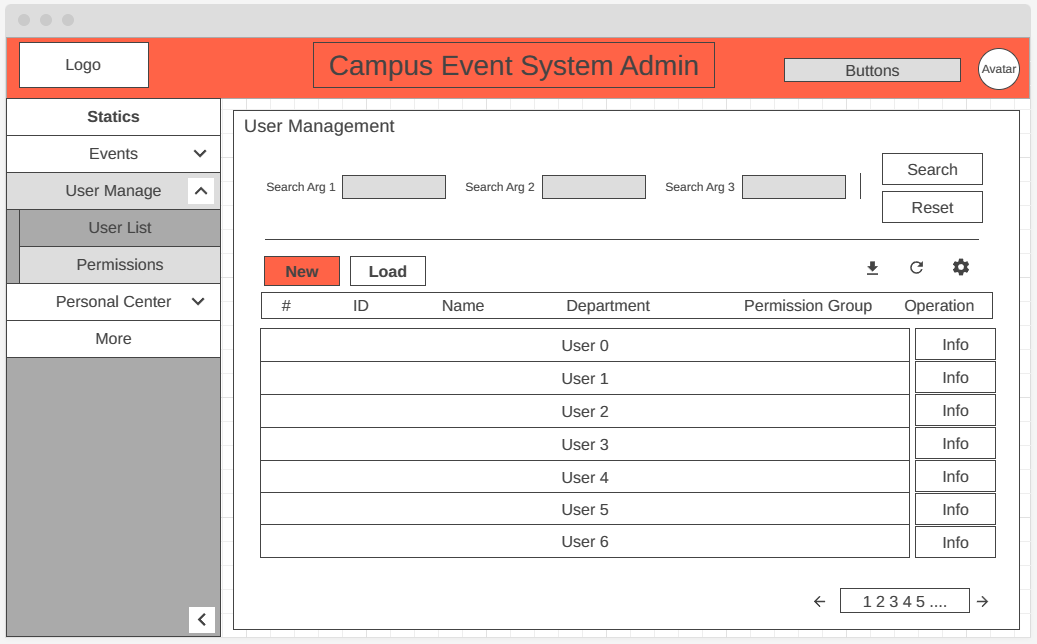 Logo
Campus Event System Admin
Buttons
Avatar
Statics
Events
User Manage
User List
Permissions
Personal Center
More
User Management
Search Arg 1
Search Arg 2
Search Arg 3
Search
Reset
New
Load
# ID Name Department Permission Group Operation
User 0 Info
User 1 Info
User 2 Info
User 3 Info
User 4 Info
User 5 Info
User 6 Info
1 2 3 4 5 ....